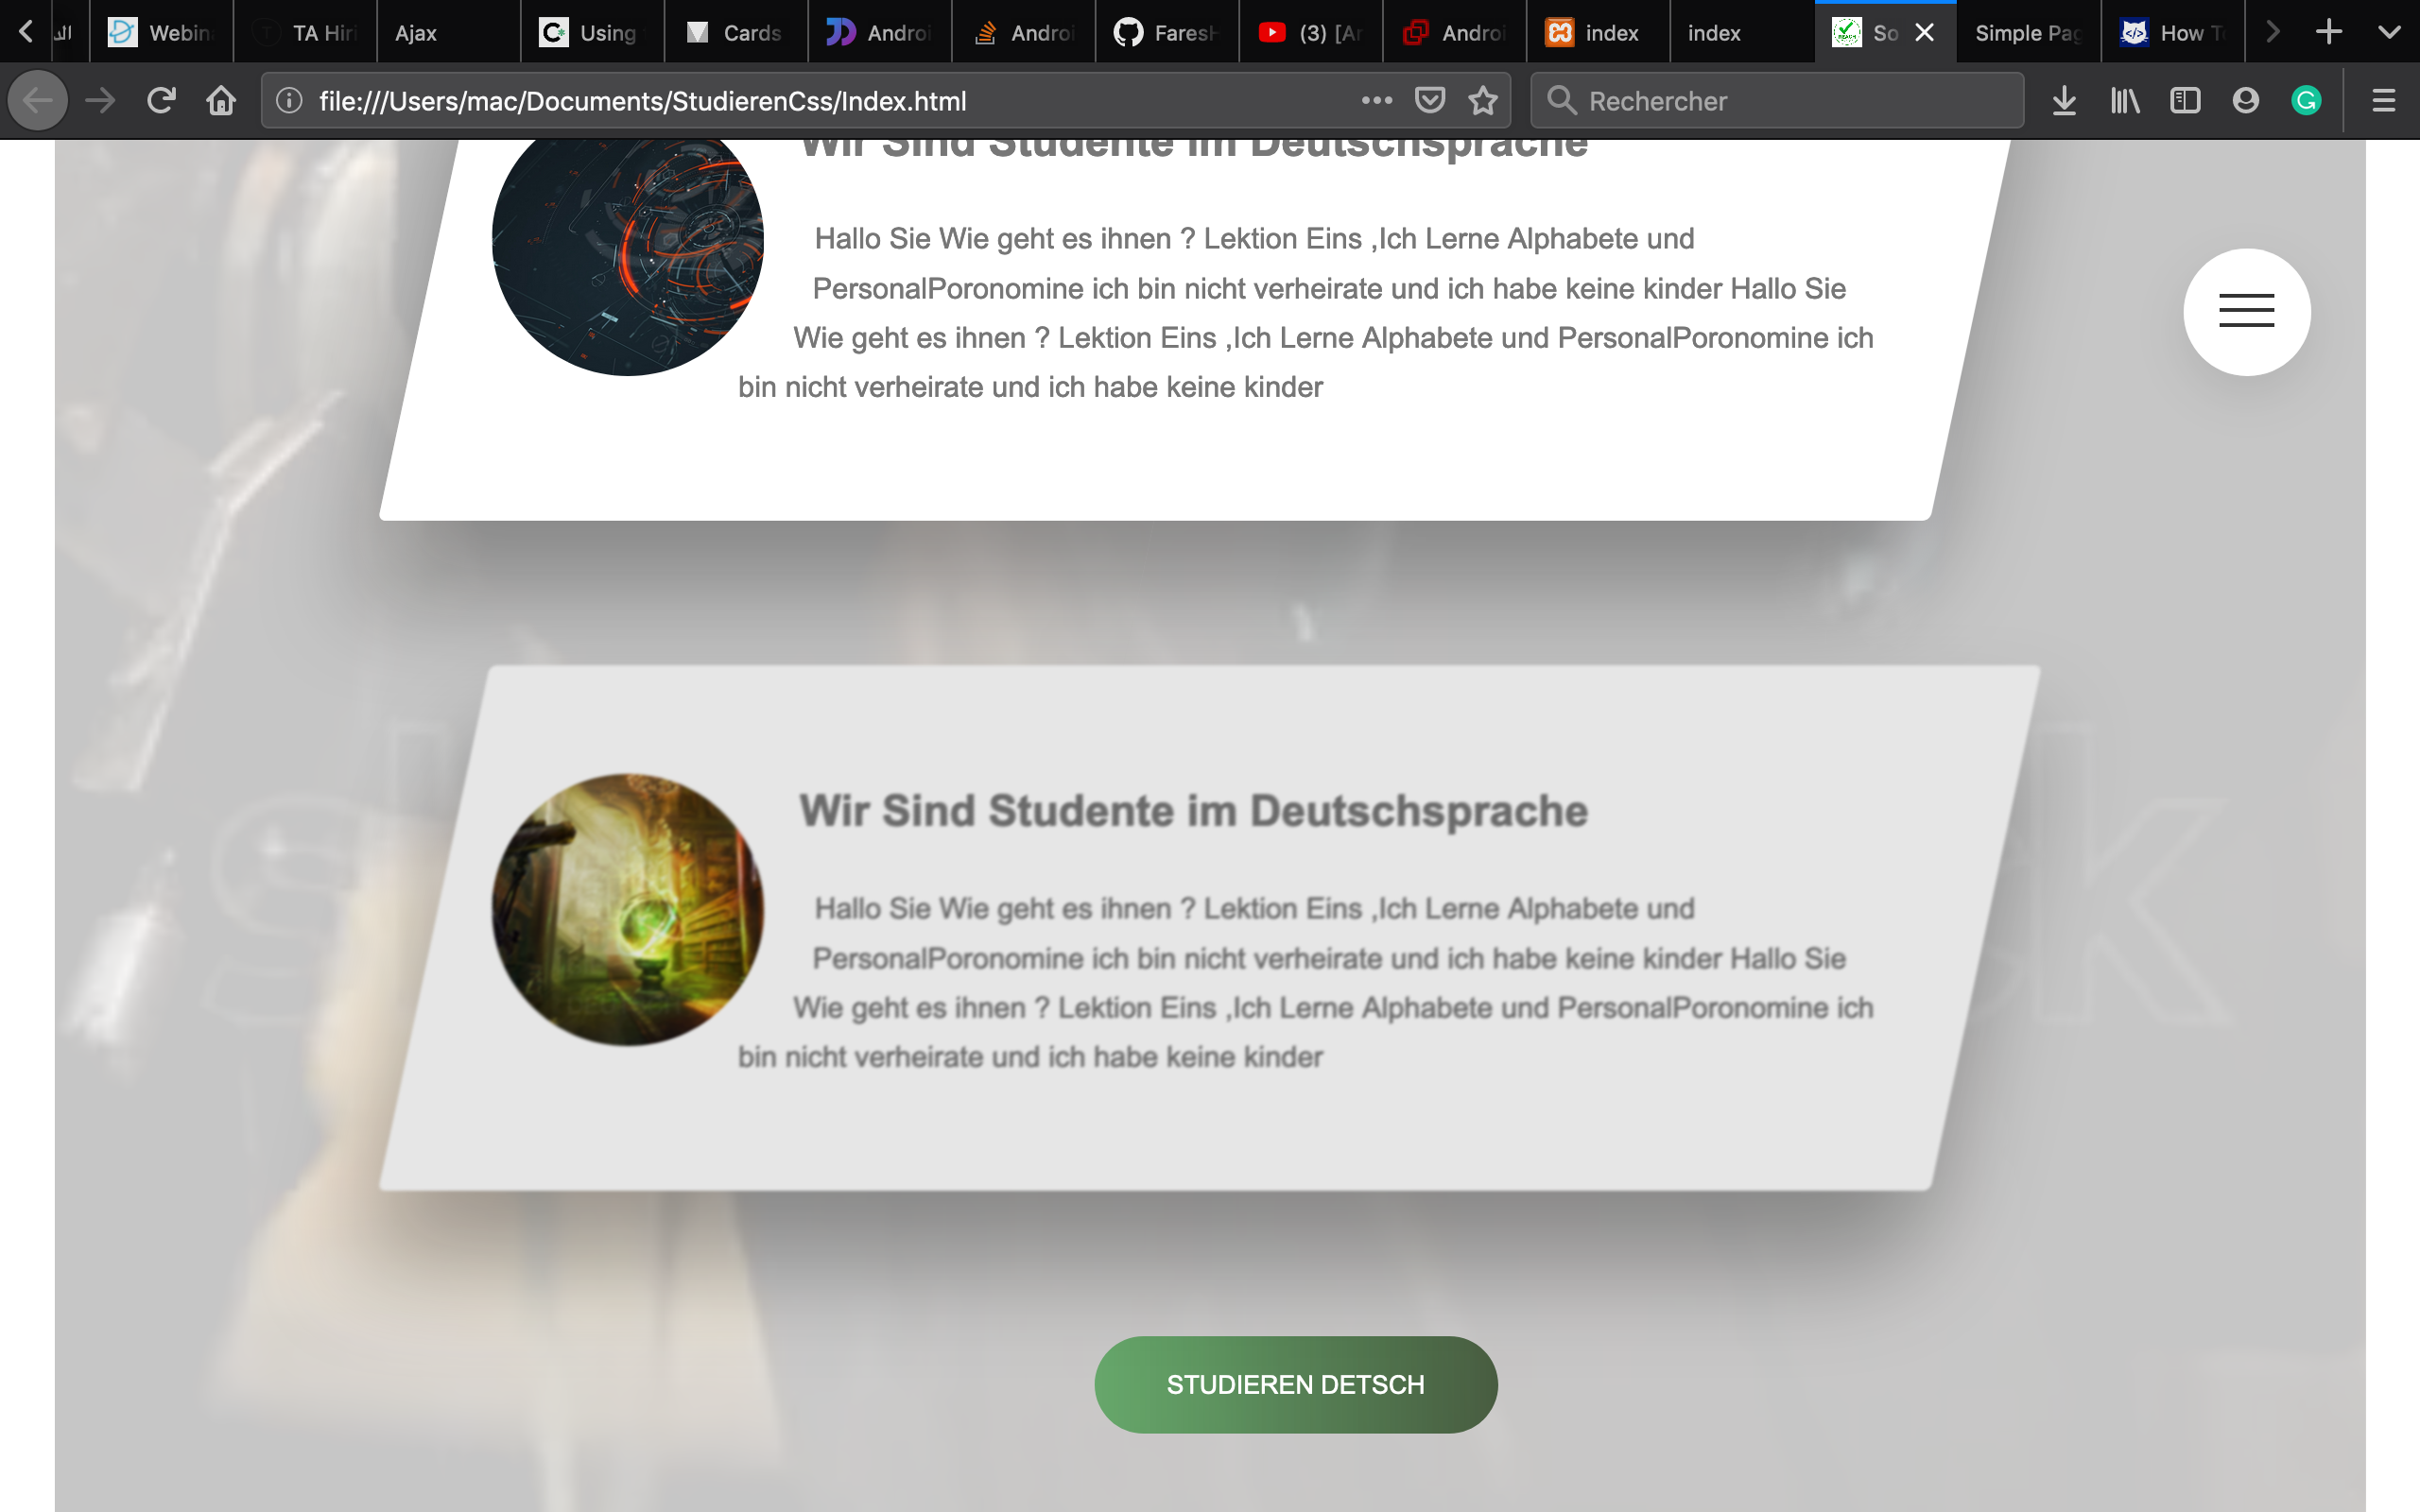 Webin
TA Hiri
Ajax
Using
Cards
Androi
Androi
FaresH
(3) [Ar
Androi
index
index
So
Simple Pag
How T
file:///Users/mac/Documents/StudierenCss/Index.html
Rechercher
Wir Sind Studente im Deutschsprache
Hallo Sie Wie geht es ihnen ? Lektion Eins ,Ich Lerne Alphabete und
PersonalPoronomine ich bin nicht verheirate und ich habe keine kinder Hallo Sie
Wie geht es ihnen ? Lektion Eins ,Ich Lerne Alphabete und PersonalPoronomine ich
bin nicht verheirate und ich habe keine kinder
Wir Sind Studente im Deutschsprache
Hallo Sie Wie geht es ihnen ? Lektion Eins ,Ich Lerne Alphabete und
PersonalPoronomine ich bin nicht verheirate und ich habe keine kinder Hallo Sie
Wie geht es ihnen ? Lektion Eins ,Ich Lerne Alphabete und PersonalPoronomine ich
bin nicht verheirate und ich habe keine kinder
STUDIEREN DETSCH